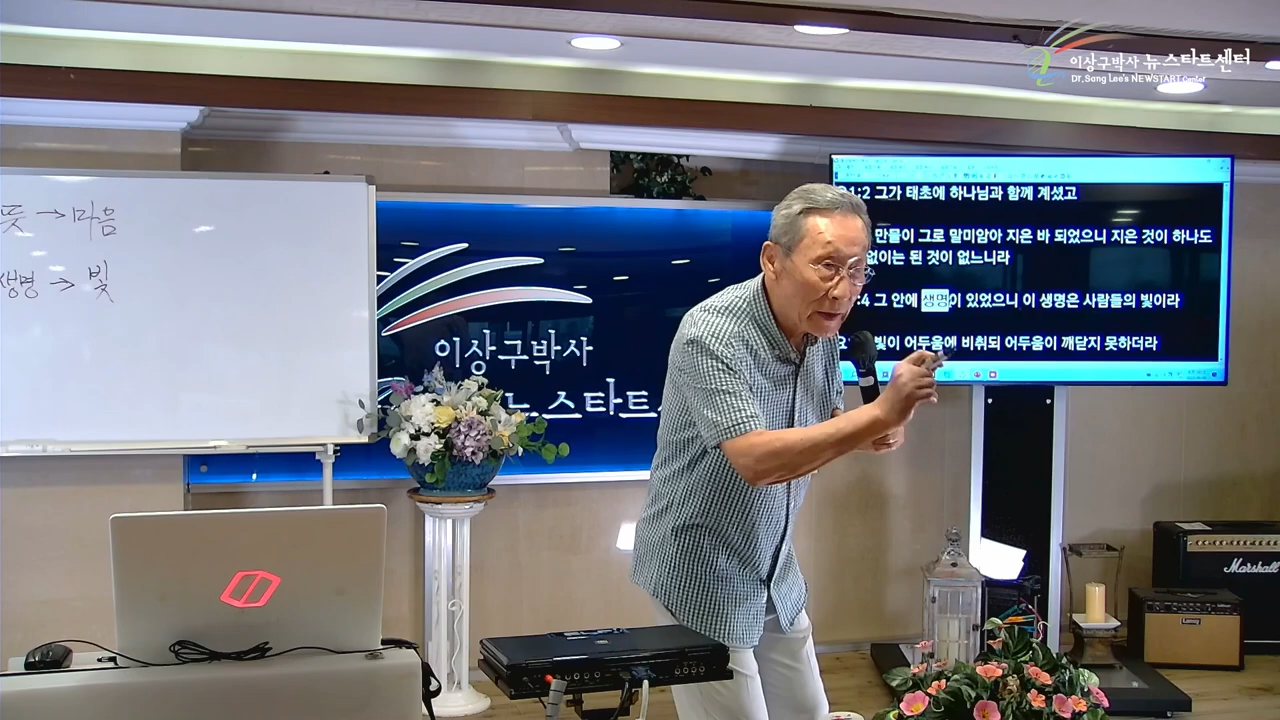 이상구박사 뉴스타트센터
Dr. Sang Lee's NEWSTART Center
뜻 → 마음
생명 → 빛
이상구박사
뉴스타트
1:2 그가 태초에 하나님과 함께 계셨고
만물이 그로 말미암아 지은 바 되었으니 지은 것이 하나도
없이는 된 것이 없느니라
:4 그 안에 생명이 있었으니 이 생명은 사람들의 빛이라
빛이 어두움에 비취되 어두움이 깨닫지 못하더라
Marshall
Laney